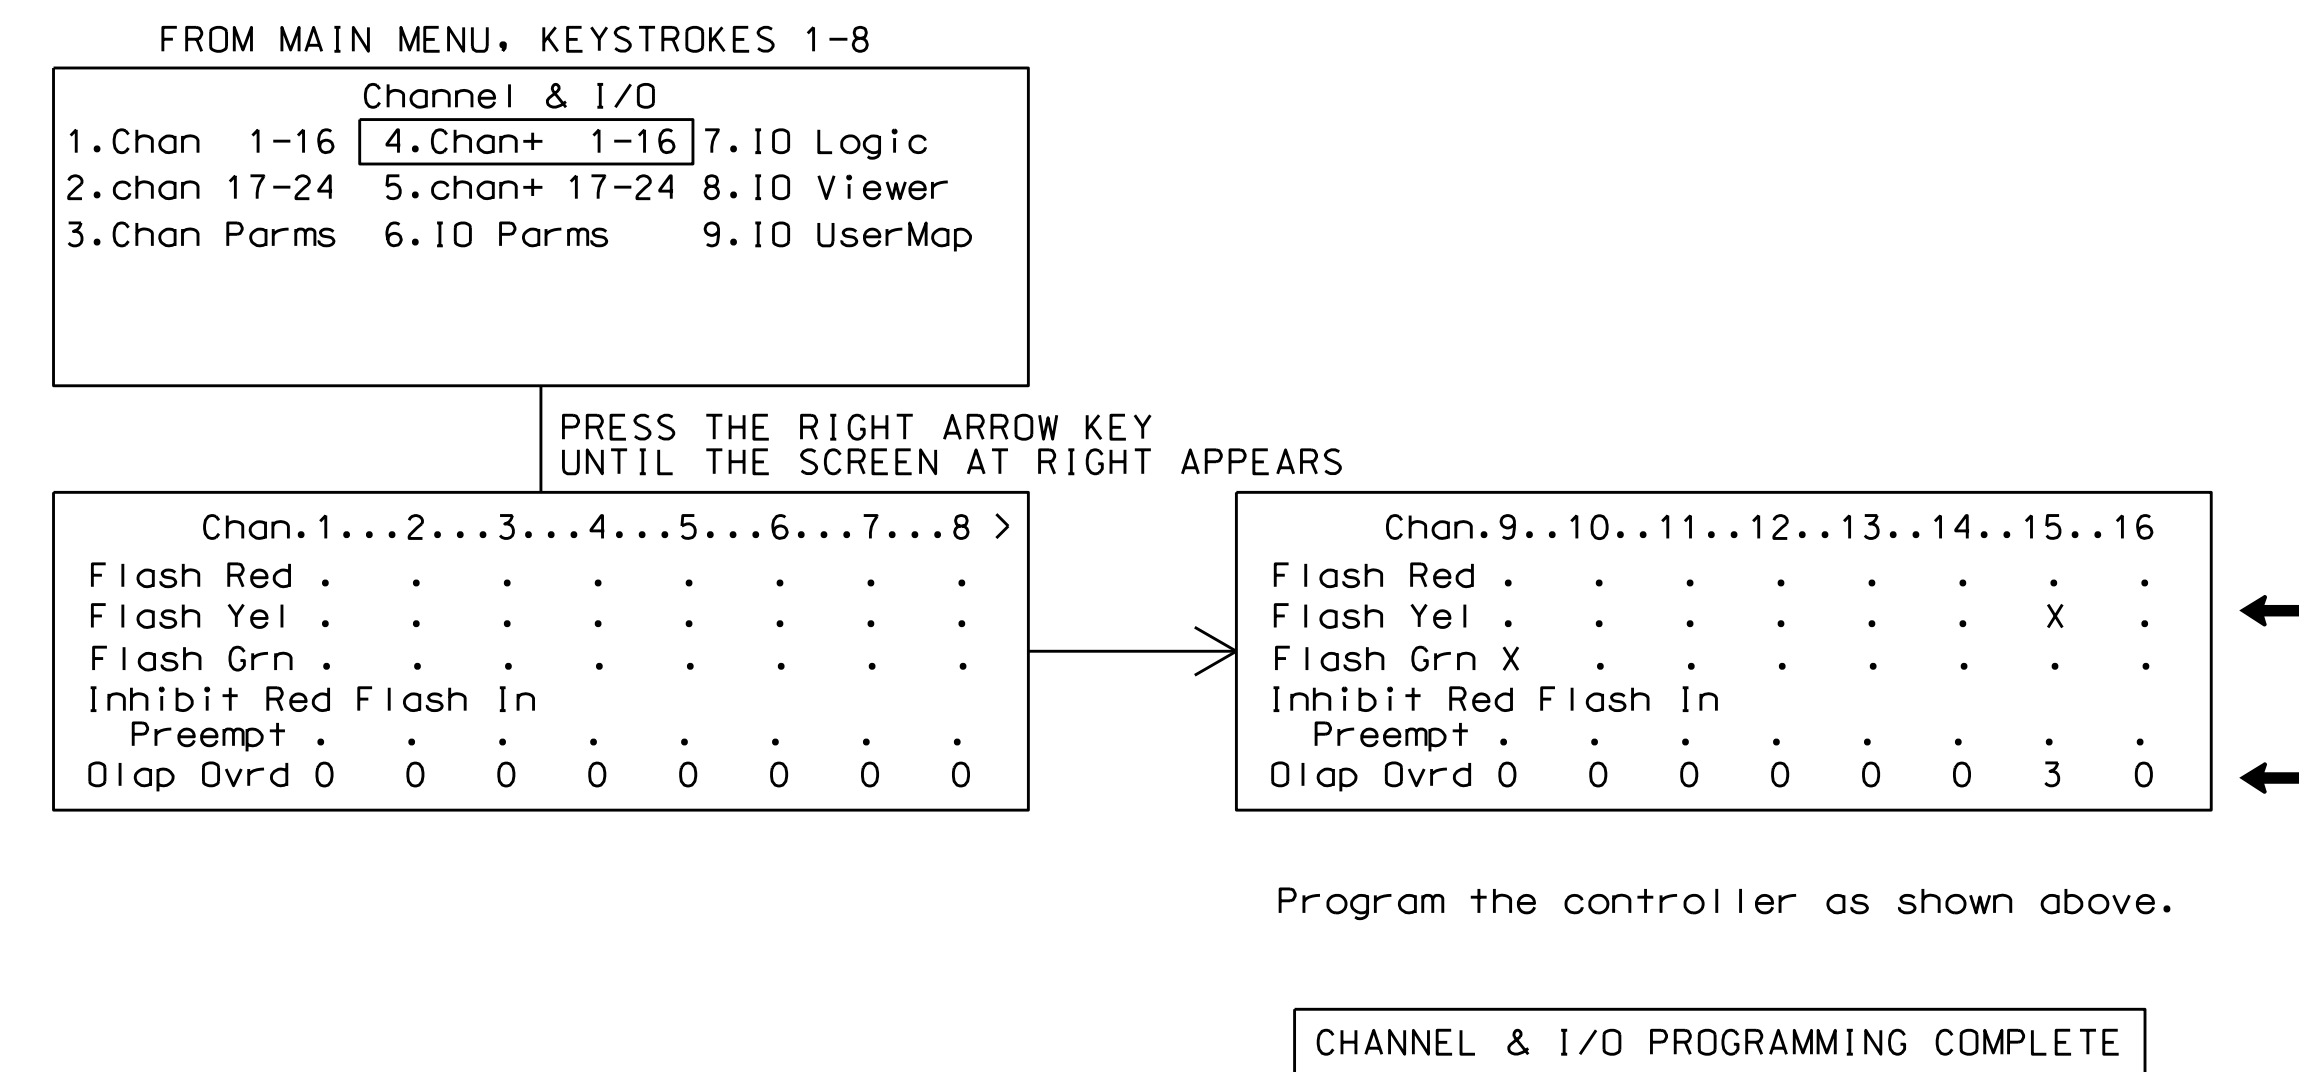 FROM MAIN MENU, KEYSTROKES 1-8
Channel & I/O
1.Chan  1-16  4.Chan+  1-16  7.IO Logic
2.chan 17-24  5.chan+ 17-24  8.IO Viewer
3.Chan Parms  6.IO Parms  9.IO UserMap
PRESS THE RIGHT ARROW KEY
UNTIL THE SCREEN AT RIGHT APPEARS
Chan.1...2...3...4...5...6...7...8 >
Flash Red . . . . . . . .
Flash Yel . . . . . . . .
Flash Grn . . . . . . . .
Inhibit Red Flash In
Preempt . . . . . . . .
Olap Ovrd 0 0 0 0 0 0 0 0
Chan.9..10..11..12..13..14..15..16
Flash Red . . . . . . . .
Flash Yel . . . . . . X .
Flash Grn X . . . . . . .
Inhibit Red Flash In
Preempt . . . . . . . .
Olap Ovrd 0 0 0 0 0 0 3 0
Program the controller as shown above.
CHANNEL & I/O PROGRAMMING COMPLETE